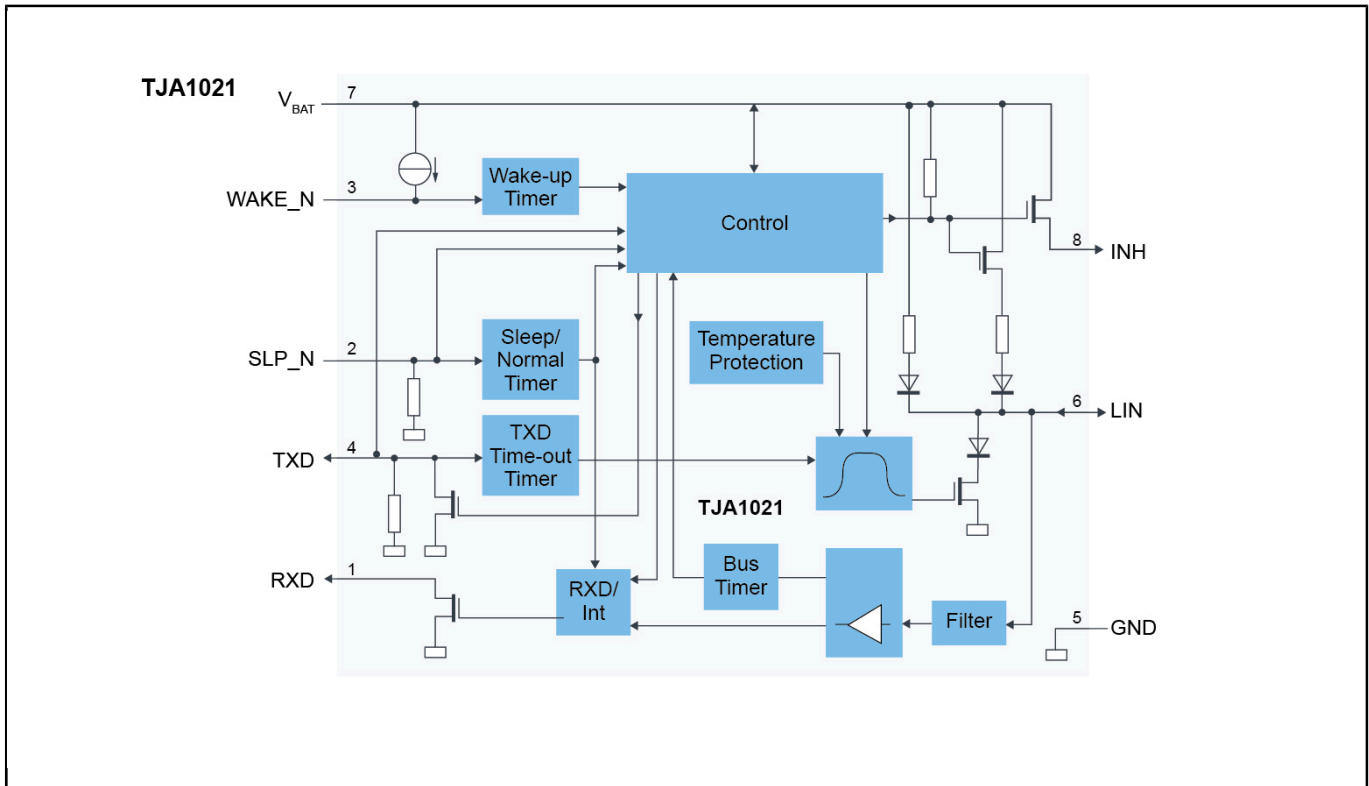 TJA1021
VBAT
7
WAKE_N
3
Wake-up
Timer
Control
8
INH
SLP_N
2
Sleep/
Normal
Timer
Temperature
Protection
6
LIN
TXD
4
TXD
Time-out
Timer
TJA1021
RXD
1
RXD/
Int
Bus
Timer
Filter
5
GND